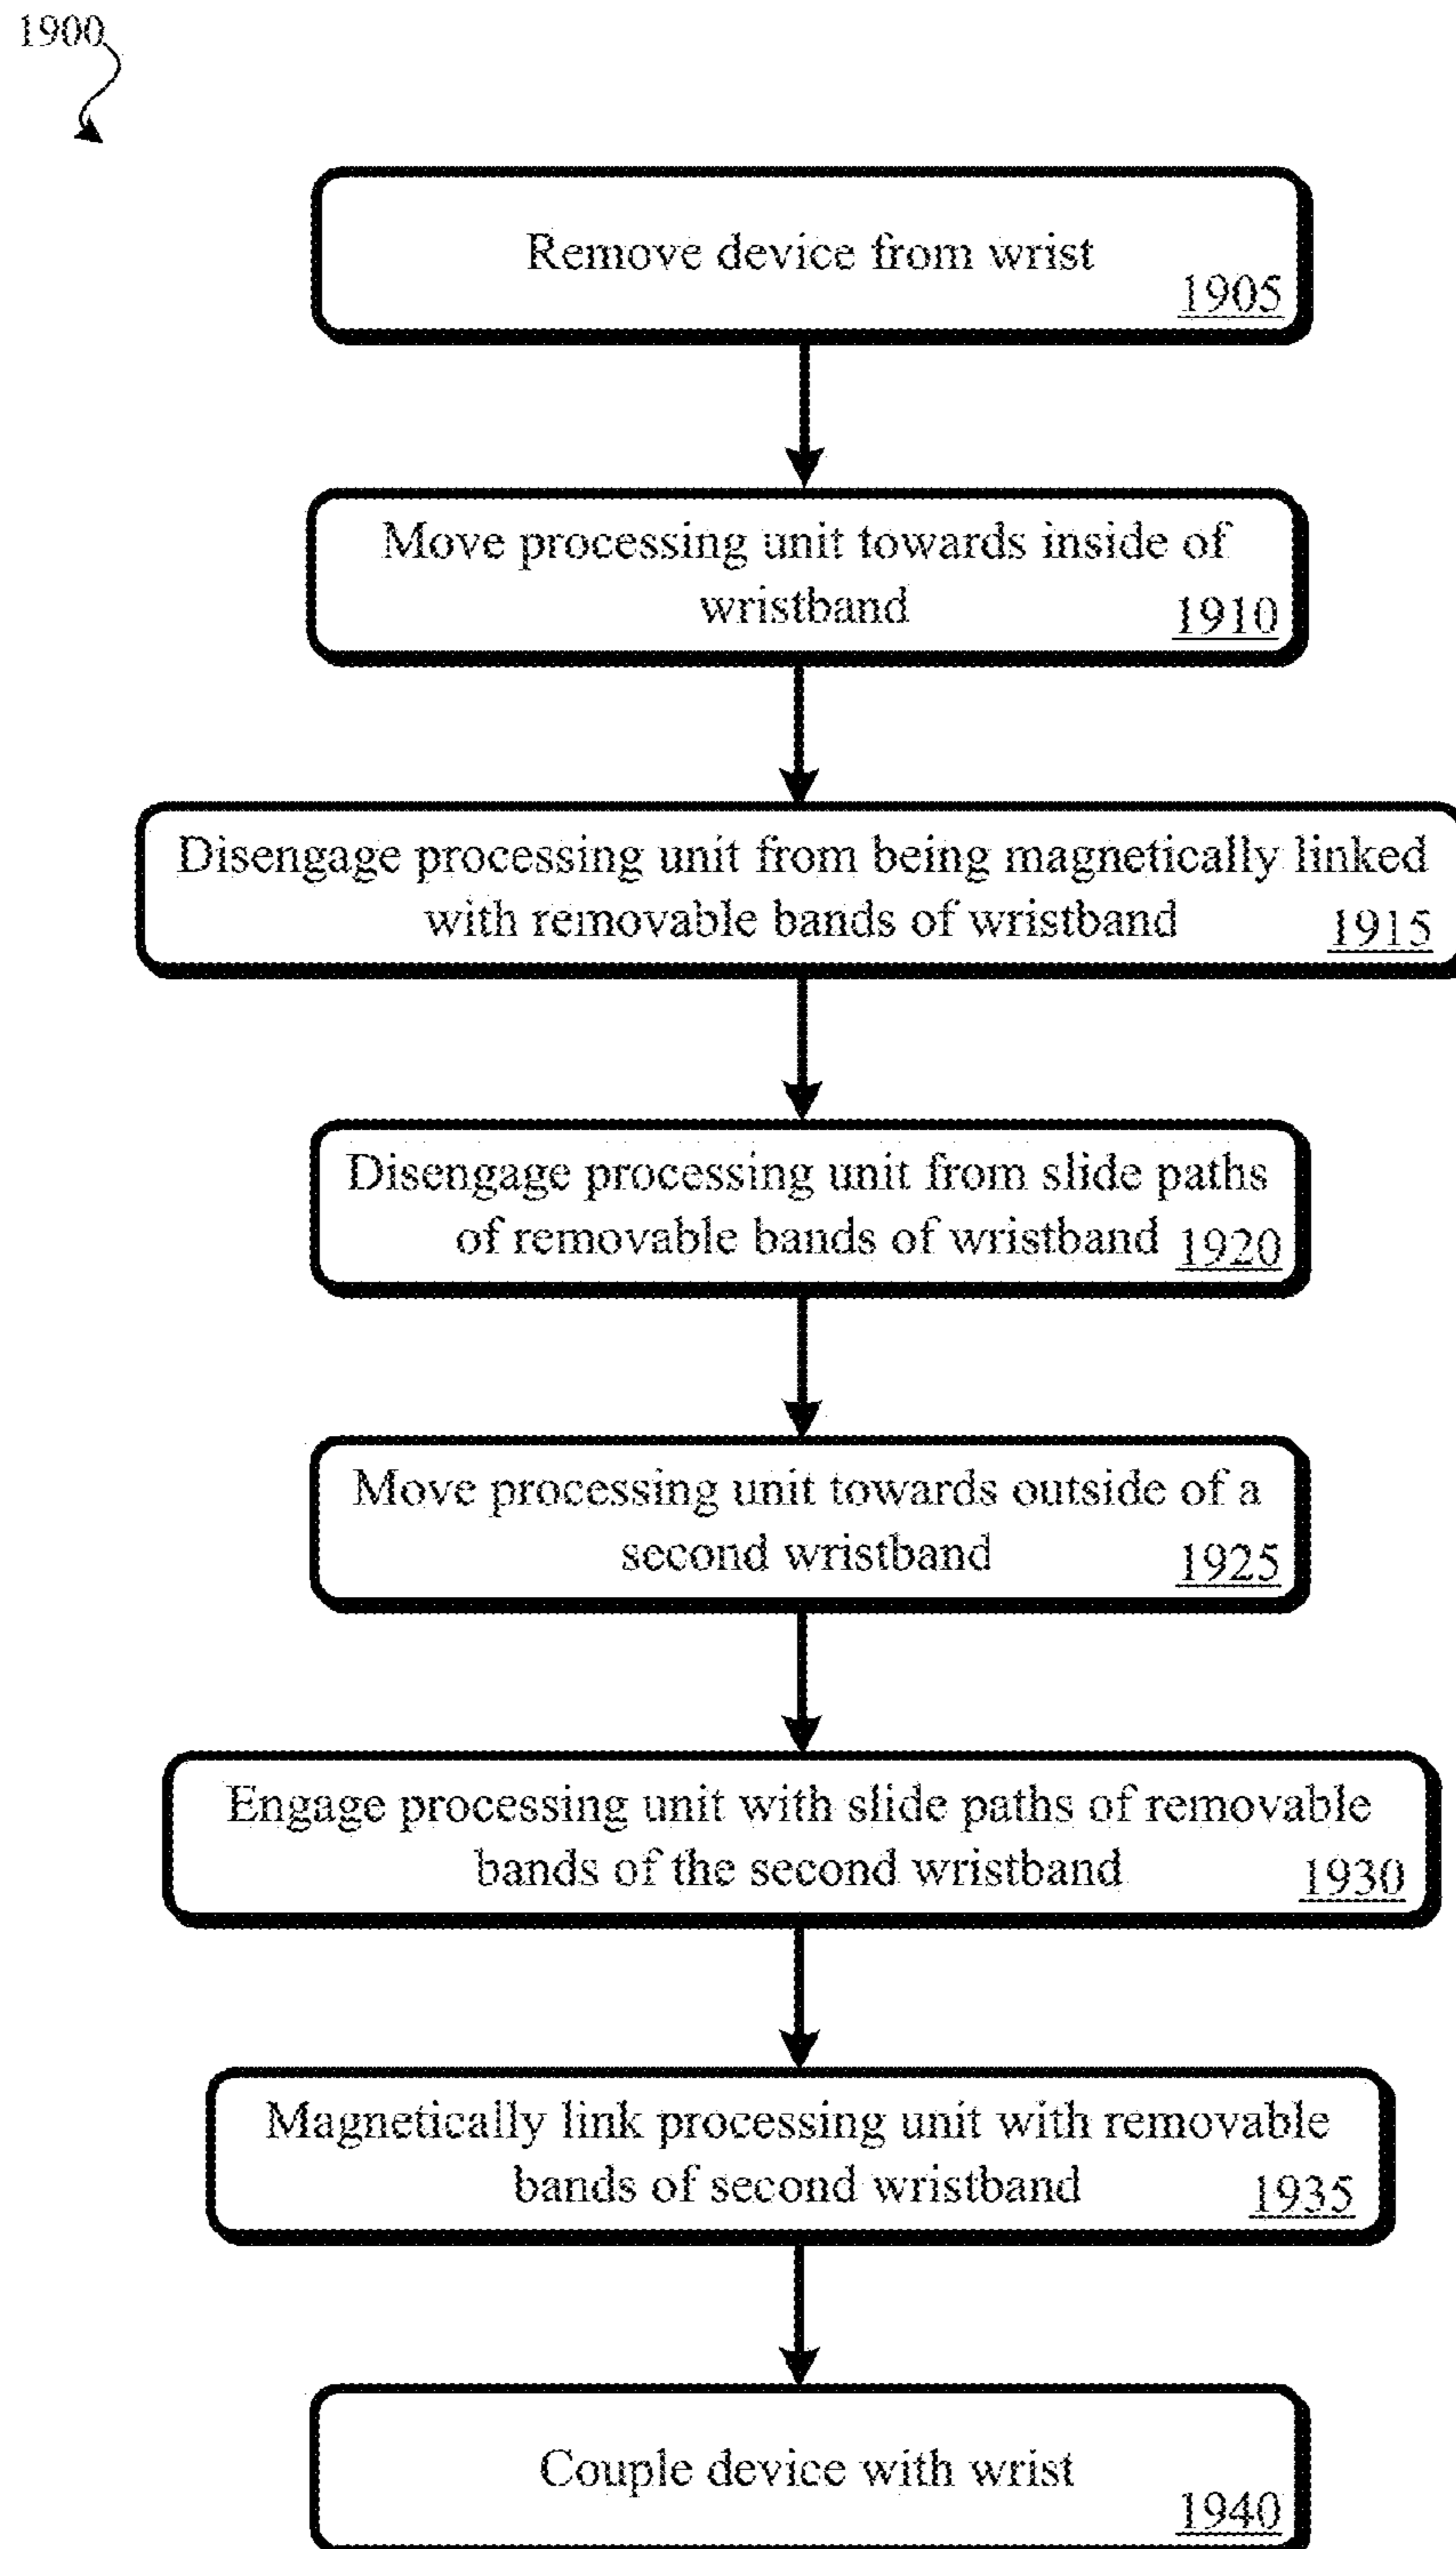 1900
Remove device from wrist
1905
Move processing unit towards inside of
wristband
1910
Disengage processing unit from being magnetically linked
with removable bands of wristband
1915
Disengage processing unit from slide paths
of removable bands of wristband
1920
Move processing unit towards outside of a
second wristband
1925
Engage processing unit with slide paths of removable
bands of the second wristband
1930
Magnetically link processing unit with removable
bands of second wristband
1935
Couple device with wrist
1940